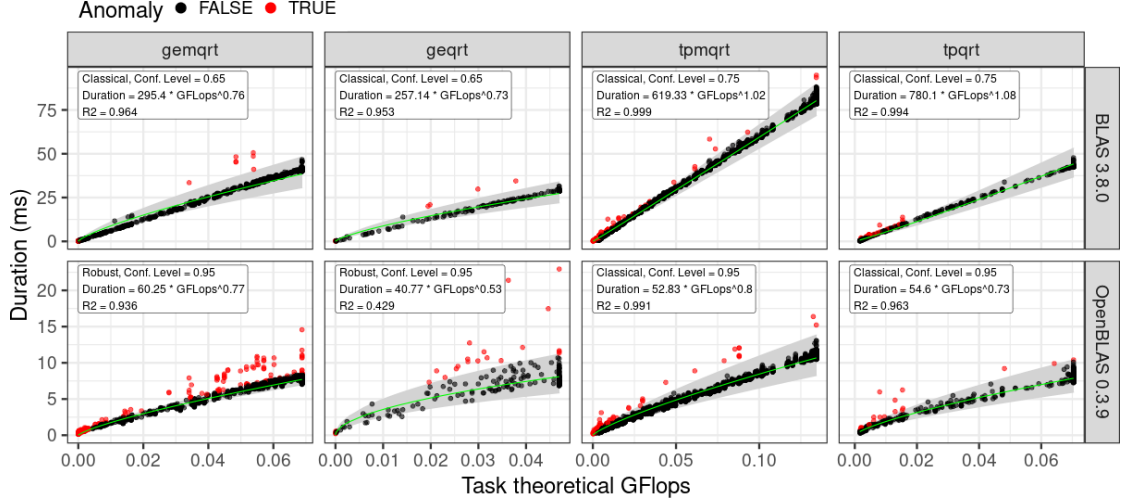 Anomaly FALSE TRUE
gemqrt geqrt tpmqrt tpqrt
Classical, Conf. Level = 0.65
Duration = 295.4 * GFlops^0.76
R2 = 0.964
Classical, Conf. Level = 0.65
Duration = 257.14 * GFlops^0.73
R2 = 0.953
Classical, Conf. Level = 0.75
Duration = 619.33 * GFlops^1.02
R2 = 0.999
Classical, Conf. Level = 0.75
Duration = 780.1 * GFlops^1.08
R2 = 0.994
75
50
25
0
BLAS 3.8.0
Robust, Conf. Level = 0.95
Duration = 60.25 * GFlops^0.77
R2 = 0.936
Robust, Conf. Level = 0.95
Duration = 40.77 * GFlops^0.53
R2 = 0.429
Classical, Conf. Level = 0.95
Duration = 52.83 * GFlops^0.8
R2 = 0.991
Classical, Conf. Level = 0.95
Duration = 54.6 * GFlops^0.73
R2 = 0.963
20
15
10
5
0
OpenBLAS 0.3.9
Duration (ms)
0.00 0.02 0.04 0.06
0.00 0.01 0.02 0.03 0.04
0.00 0.05 0.10
0.00 0.02 0.04 0.06
Task theoretical GFlops